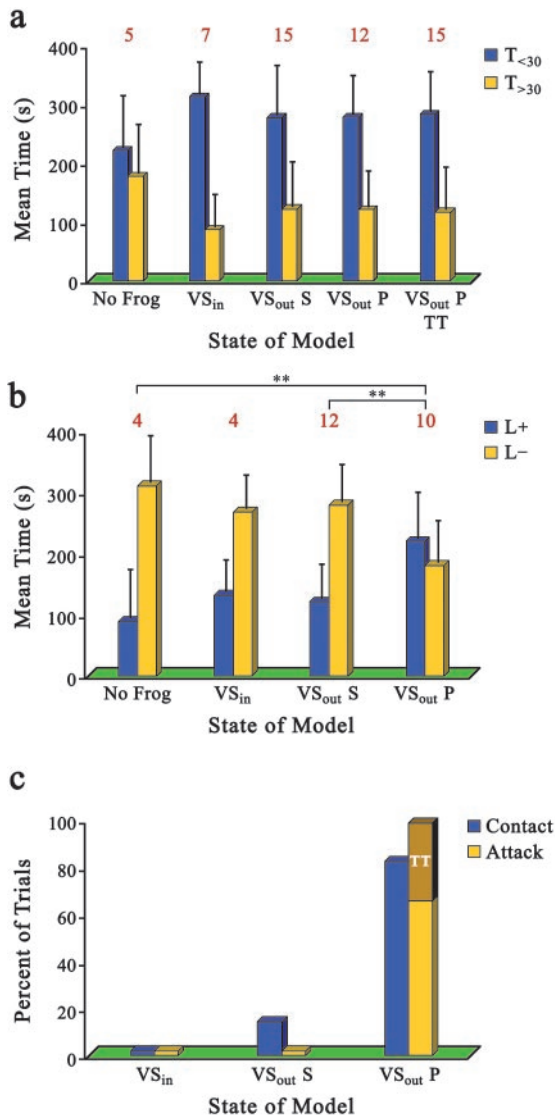 a
5 7 15 12 15
400
300
200
100
0
Mean Time (s)
T<30
T>30
No Frog VSin VSout S VSout P VSout P
TT
State of Model
b
** 
**
4 4 12 10
400
300
200
100
0
Mean Time (s)
L+
L−
No Frog VSin VSout S VSout P
State of Model
c
100
80
60
40
20
0
Percent of Trials
Contact
Attack
TT
VSin VSout S VSout P
State of Model